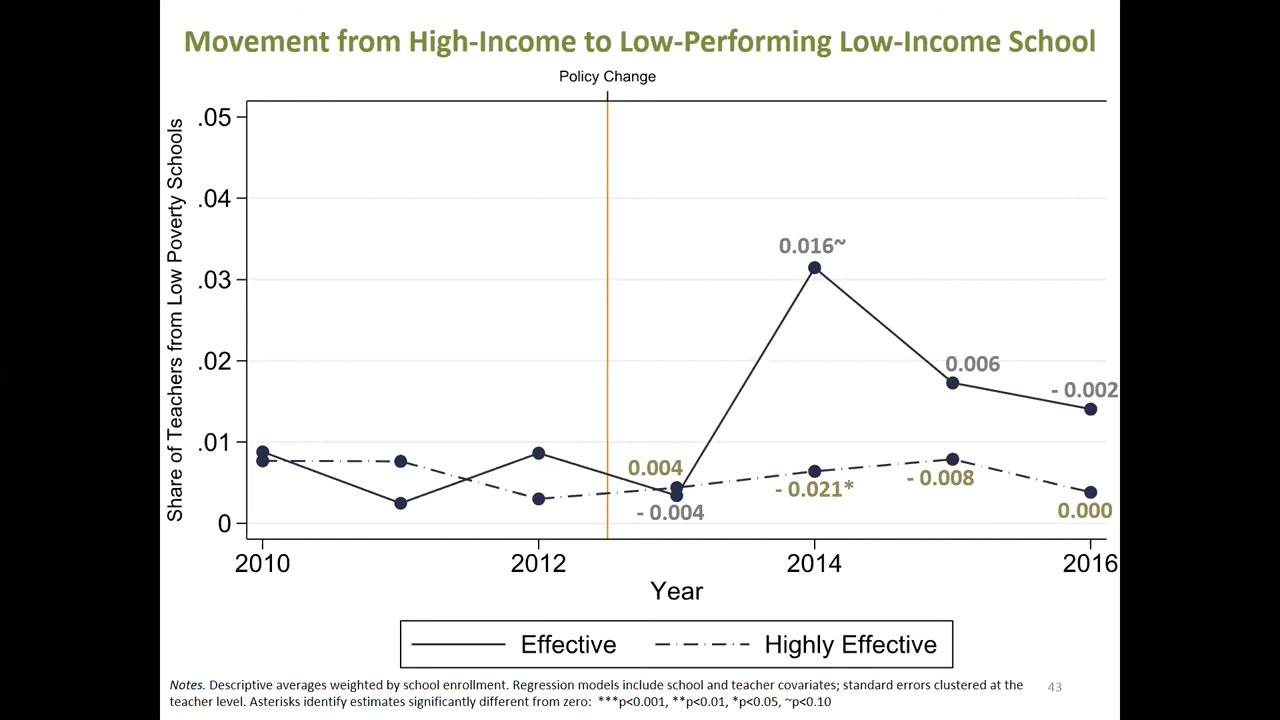 Movement from High-Income to Low-Performing Low-Income School
Policy Change
Share of Teachers from Low Poverty Schools
.05
.04
.03
.02
.01
0
0.016~
0.006
- 0.002
0.004
- 0.004
- 0.021*
- 0.008
0.000
2010
2012
2014
2016
Year
Effective
Highly Effective
Notes. Descriptive averages weighted by school enrollment. Regression models include school and teacher covariates; standard errors clustered at the
teacher level. Asterisks identify estimates significantly different from zero: ***p<0.001, **p<0.01, *p<0.05, ~p<0.10
43